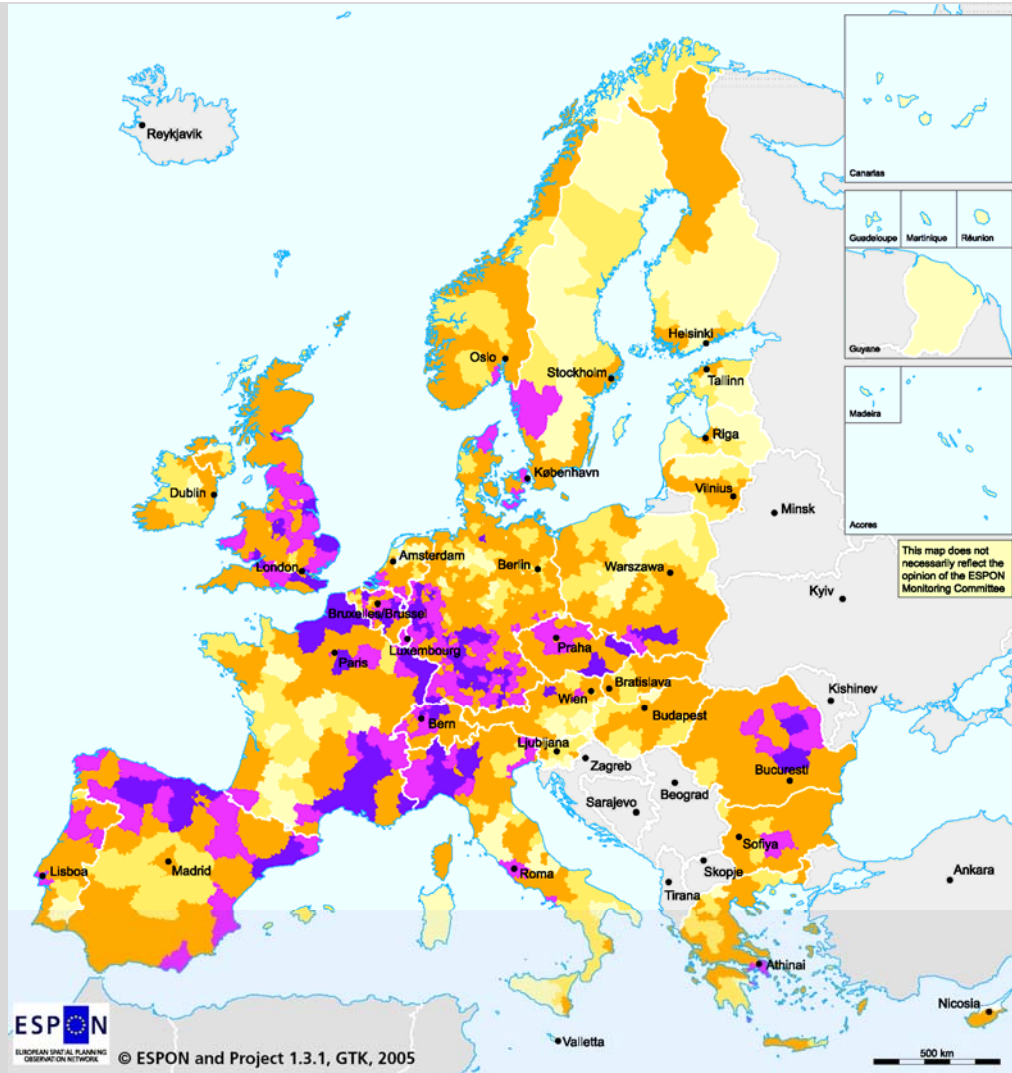 Reykjavik
Canarias
Guadeloupe
Martinique
Réunion
Guyane
Helsinki
Oslo
Stockholm
Tallinn
Madeira
Riga
Acores
København
Dublin
Vilnius
Minsk
This map does not
necessarily reflect the
opinion of the ESPON
Monitoring Committee
Amsterdam
London
Berlin
Warszawa
Kyiv
Bruxelles/Brussel
Luxembourg
Praha
Paris
Bratislava
Wien
Kishinev
Bern
Budapest
Ljubljana
Zagreb
Bucuresti
Beograd
Sarajevo
Sofiya
Lisboa
Madrid
Roma
Skopje
Ankara
Tirana
Athinai
Nicosia
ESPON
EUROPEAN SPATIAL PLANNING
OBSERVATION NETWORK
© ESPON and Project 1.3.1, GTK, 2005
Valletta
500 km